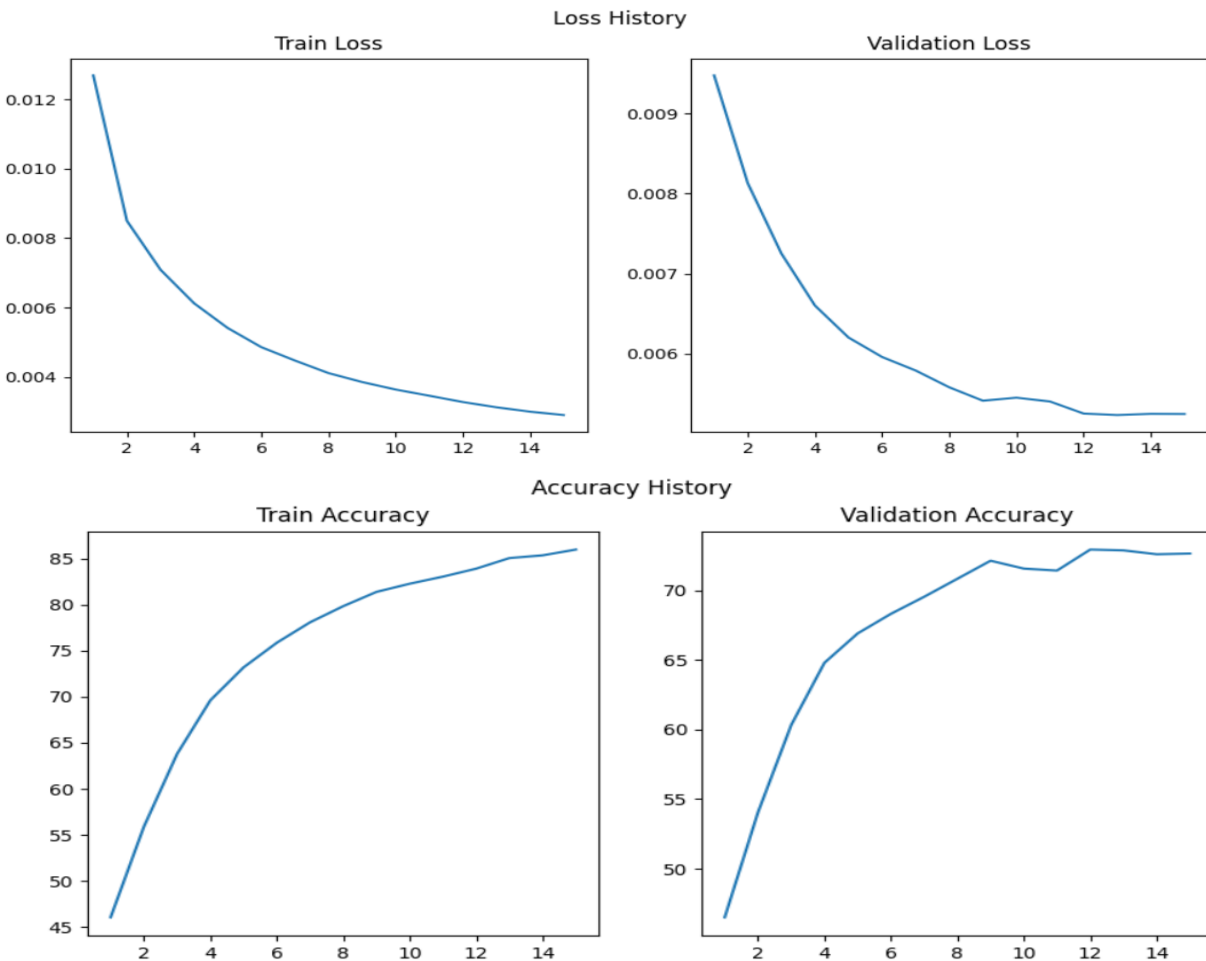 Loss History
Train Loss
Validation Loss
0.012
0.010
0.008
0.006
0.004
2 4 6 8 10 12 14
0.009
0.008
0.007
0.006
2 4 6 8 10 12 14
Accuracy History
Train Accuracy
Validation Accuracy
85
80
75
70
65
60
55
50
45
2 4 6 8 10 12 14
70
65
60
55
50
2 4 6 8 10 12 14